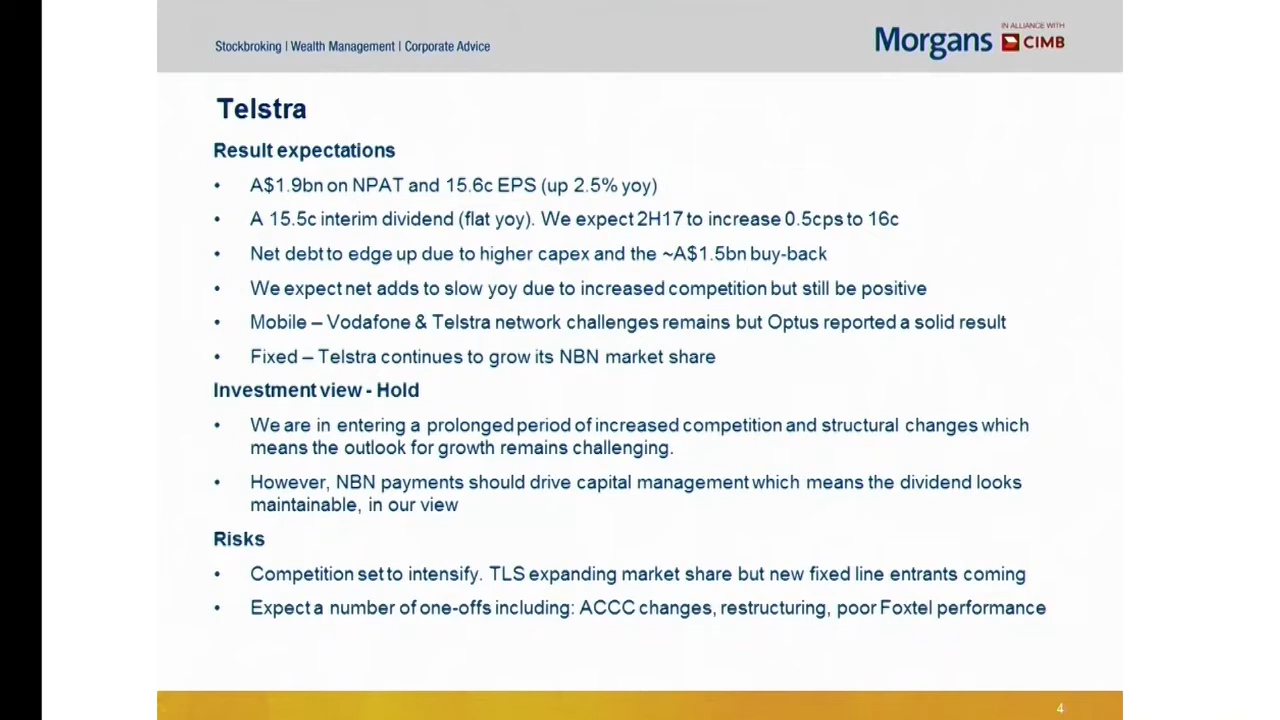 Stockbroking | Wealth Management | Corporate Advice
Morgans
IN ALLIANCE WITH
CIMB
Telstra
Result expectations
• A$1.9bn on NPAT and 15.6c EPS (up 2.5% yoy)
• A 15.5c interim dividend (flat yoy). We expect 2H17 to increase 0.5cps to 16c
• Net debt to edge up due to higher capex and the ~A$1.5bn buy-back
• We expect net adds to slow yoy due to increased competition but still be positive
• Mobile – Vodafone & Telstra network challenges remains but Optus reported a solid result
• Fixed – Telstra continues to grow its NBN market share
Investment view - Hold
• We are in entering a prolonged period of increased competition and structural changes which
means the outlook for growth remains challenging.
• However, NBN payments should drive capital management which means the dividend looks
maintainable, in our view
Risks
• Competition set to intensify. TLS expanding market share but new fixed line entrants coming
• Expect a number of one-offs including: ACCC changes, restructuring, poor Foxtel performance
4